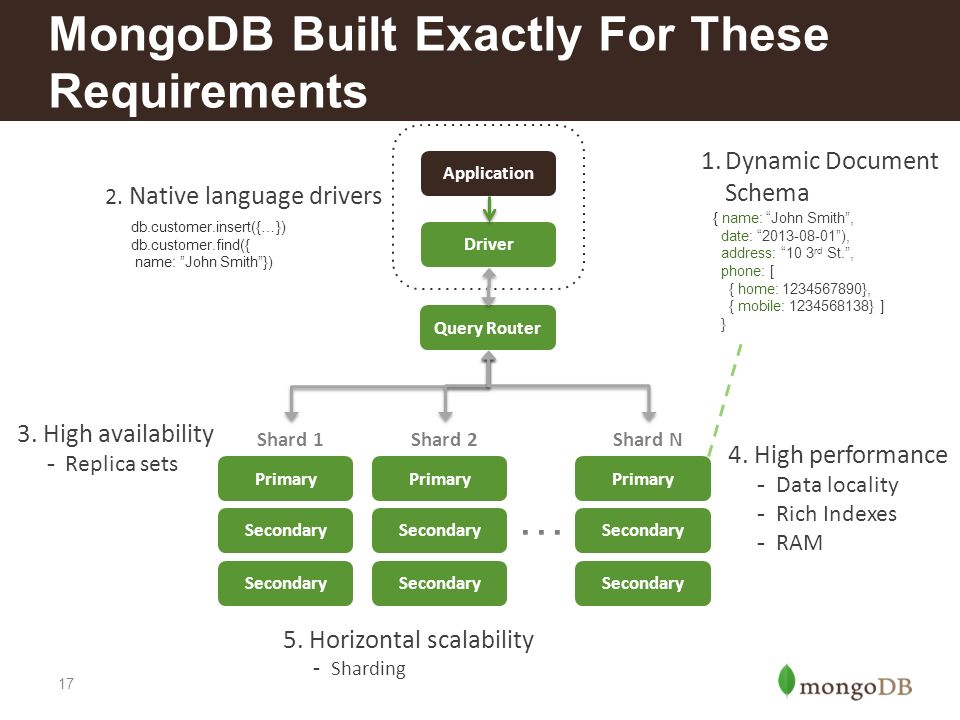 MongoDB Built Exactly For These
Requirements
Application
Driver
Query Router
1. Dynamic Document
Schema
{ name: “John Smith”,
date: “2013-08-01”),
address: “10 3rd St.”,
phone: [
{ home: 1234567890},
{ mobile: 1234568138} ]
}
2. Native language drivers
db.customer.insert({…})
db.customer.find({
name: ”John Smith”})
3. High availability
- Replica sets
Shard 1
Shard 2
Shard N
Primary
Primary
Primary
Secondary
Secondary
…
Secondary
Secondary
Secondary
Secondary
4. High performance
- Data locality
- Rich Indexes
- RAM
5. Horizontal scalability
- Sharding
17
mongoDB